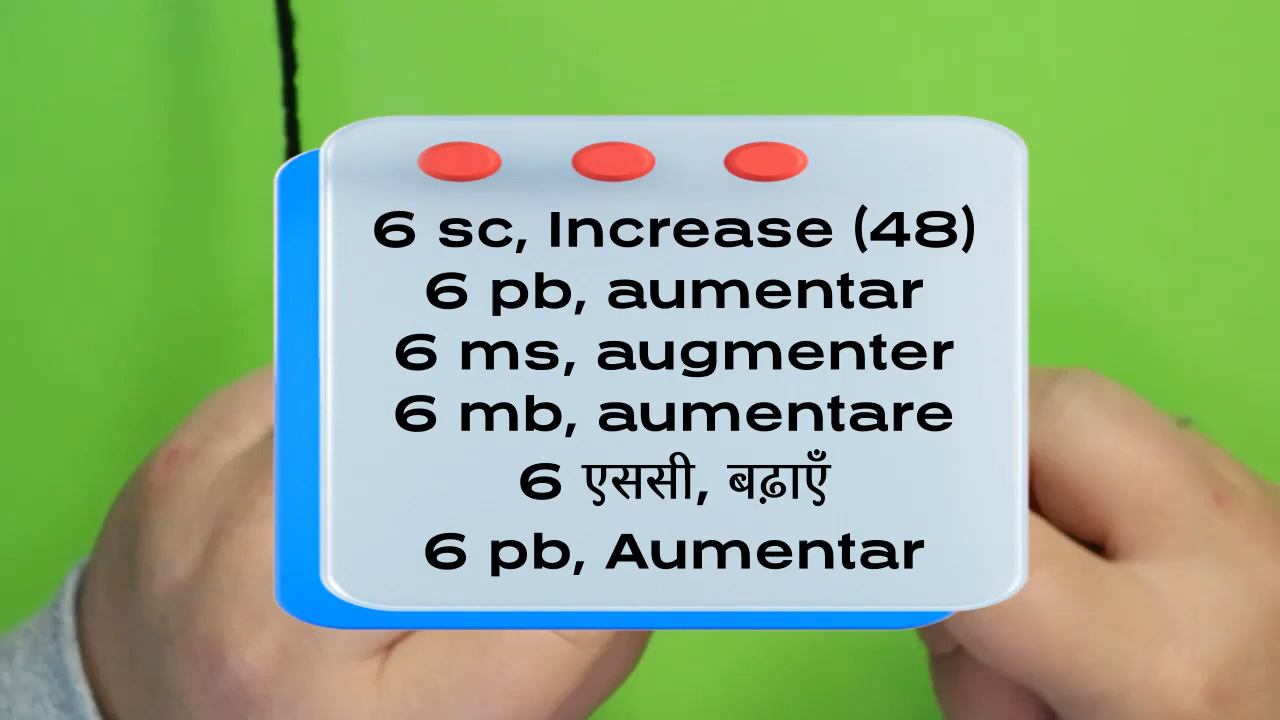 6 sc, Increase (48)
6 pb, aumentar
6 ms, augmenter
6 mb, aumentare
6 एससी, बढ़ाएँ
6 pb, Aumentar